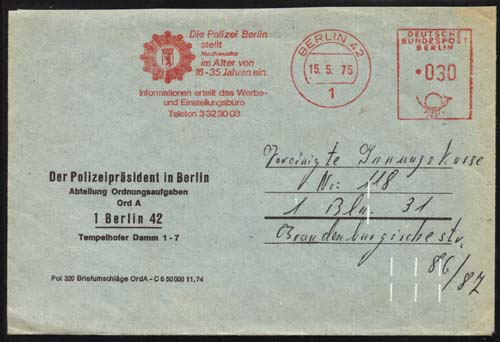 Die Polizei Berlin
stellt
Nachwuchs
im Alter von
16-35 Jahren ein.
Informationen erteilt das Werbe-
und Einstellungsbüro
Telefon 3323003
BERLIN 42
15.5.75
1
DEUTSCHE
BUNDESPOST
BERLIN
030
Der Polizeipräsident in Berlin
Abteilung Ordnungsaufgaben
Ord A
1 Berlin 42
Tempelhofer Damm 1-7
Pol 320 Briefumschläge OrdA - C 6 50000 11.74
Vereinigte Innungskasse
Nr: 118
1 Bln 31
Brandenburgische str.
86/87